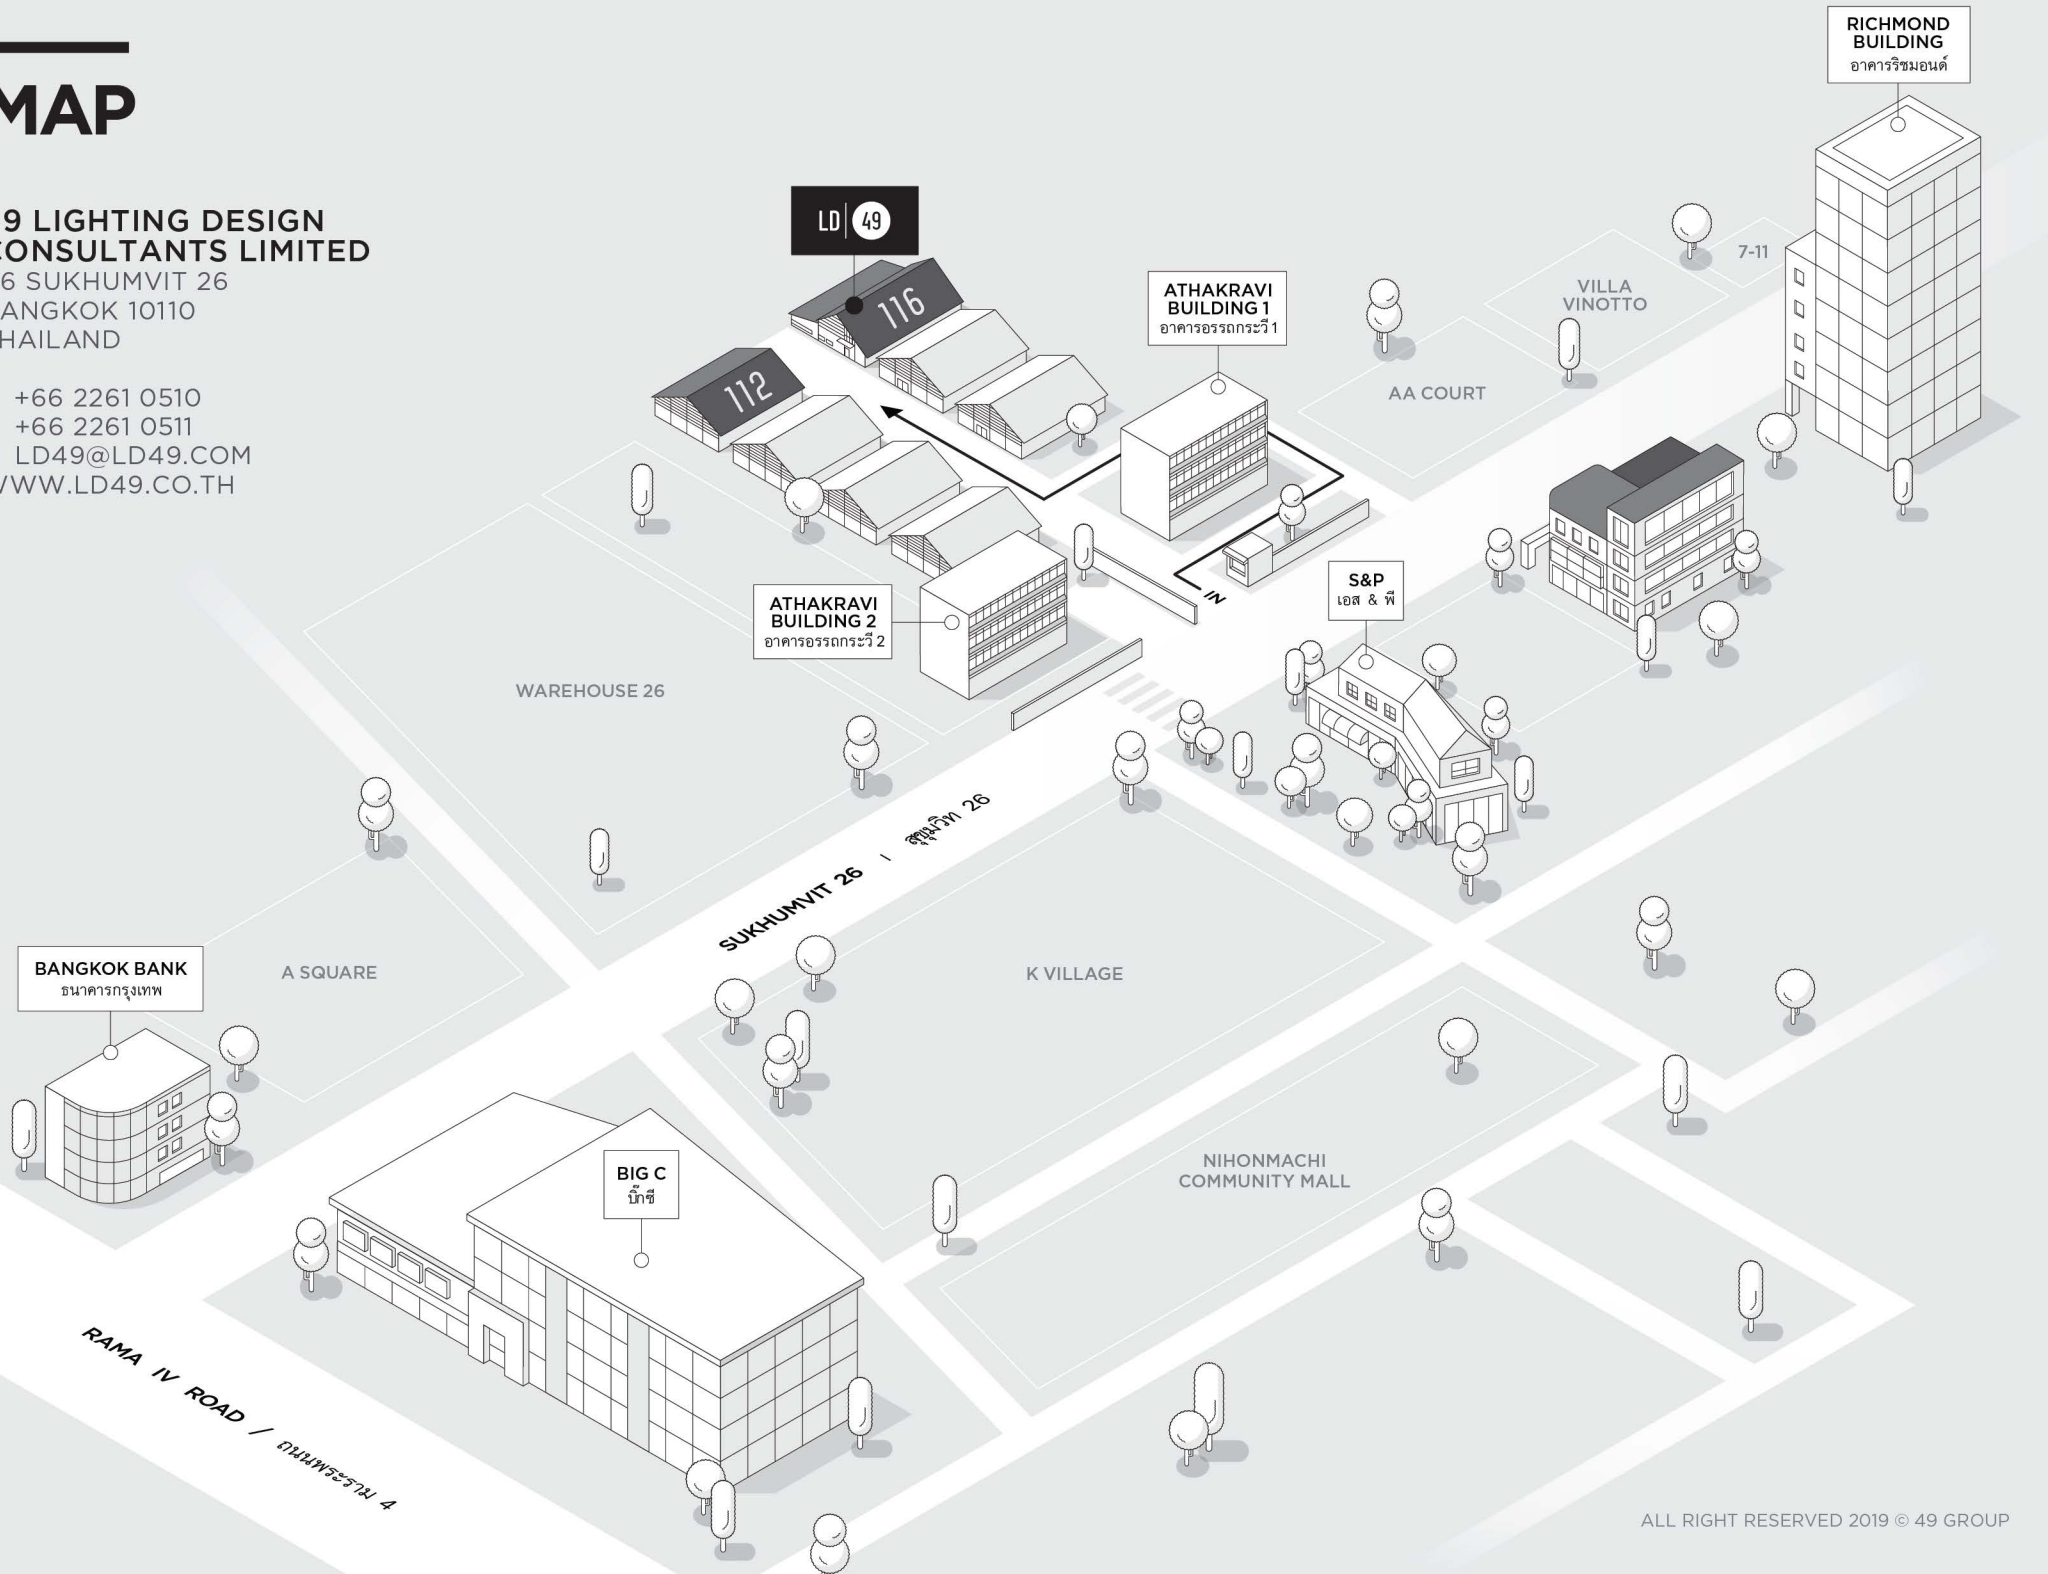 MAP
9 LIGHTING DESIGN
CONSULTANTS LIMITED
6 SUKHUMVIT 26
ANGKOK 10110
HAILAND
+66 2261 0510
+66 2261 0511
LD49@LD49.COM
WWW.LD49.CO.TH
LD 49
116
112
ATHAKRAVI
BUILDING 1
อาคารอรรถกระวี 1
RICHMOND
BUILDING
อาคารริชมอนด์
7-11
VILLA
VINOTTO
AA COURT
IN
S&P
เอส & พี
ATHAKRAVI
BUILDING 2
อาคารอรรถกระวี 2
WAREHOUSE 26
SUKHUMVIT 26 \ สุขุมวิท 26
BANGKOK BANK
ธนาคารกรุงเทพ
A SQUARE
K VILLAGE
BIG C
บิ๊กซี
NIHONMACHI
COMMUNITY MALL
RAMA IV ROAD / ถนนพระราม 4
ALL RIGHT RESERVED 2019 © 49 GROUP